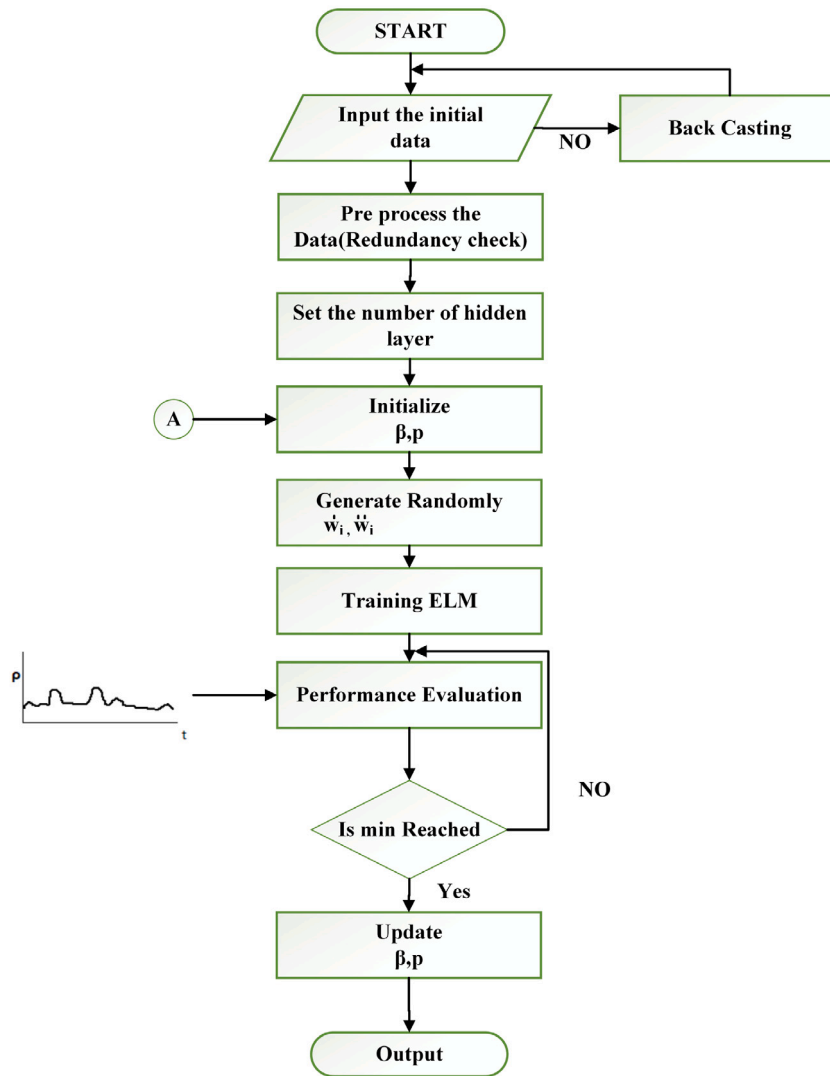 START
Input the initial
data
NO
Back Casting
Pre process the
Data(Redundancy check)
Set the number of hidden
layer
A
Initialize
β,p
Generate Randomly
ẇᵢ, ẅᵢ
Training ELM
ρ
t
Performance Evaluation
Is min Reached
NO
Yes
Update
β,p
Output